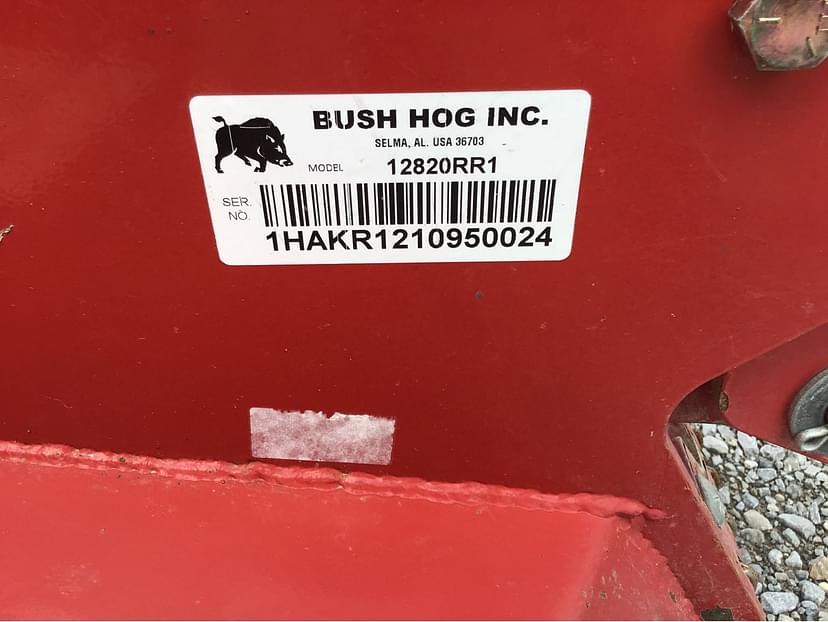 BUSH HOG INC.
SELMA, AL. USA 36703
MODEL 12820RR1
SER.
NO.
1HAKR1210950024